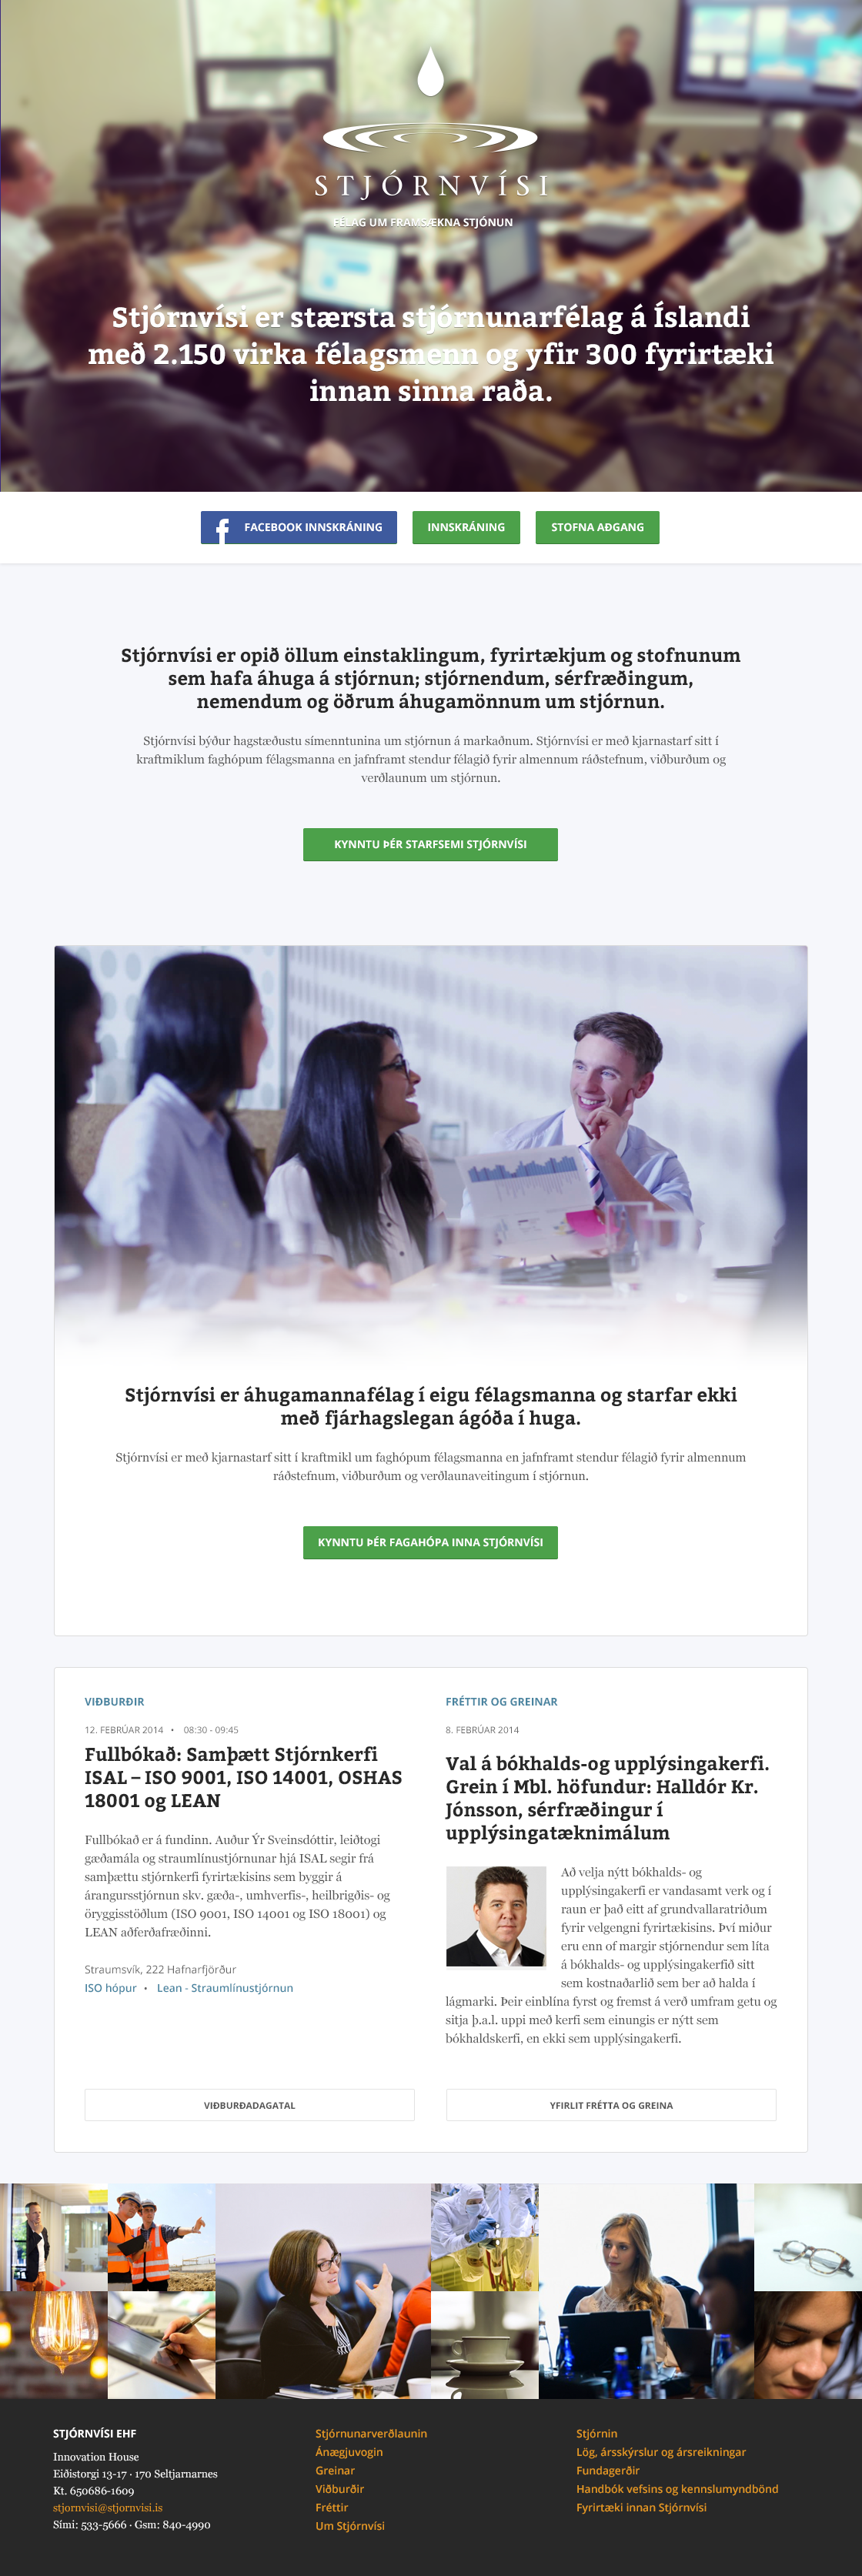 STJÓRNVÍSI
FÉLAG UM FRAMSÆKNA STJÓNUN
Stjórnvísi er stærsta stjórnunarfélag á Íslandi
með 2.150 virka félagsmenn og yfir 300 fyrirtæki
innan sinna raða.
FACEBOOK INNSKRÁNING
INNSKRÁNING
STOFNA AÐGANG
Stjórnvísi er opið öllum einstaklingum, fyrirtækjum og stofnunum
sem hafa áhuga á stjórnun; stjórnendum, sérfræðingum,
nemendum og öðrum áhugamönnum um stjórnun.
Stjórnvísi býður hagstæðustu símenntunina um stjórnun á markaðnum. Stjórnvísi er með kjarnastarf sitt í
kraftmiklum faghópum félagsmanna en jafnframt stendur félagið fyrir almennum ráðstefnum, viðburðum og
verðlaunum um stjórnun.
KYNNTU ÞÉR STARFSEMI STJÓRNVÍSI
Stjórnvísi er áhugamannafélag í eigu félagsmanna og starfar ekki
með fjárhagslegan ágóða í huga.
Stjórnvísi er með kjarnastarf sitt í kraftmikl um faghópum félagsmanna en jafnframt stendur félagið fyrir almennum
ráðstefnum, viðburðum og verðlaunaveitingum í stjórnun.
KYNNTU ÞÉR FAGAHÓPA INNA STJÓRNVÍSI
VIÐBURÐIR
12. FEBRÚAR 2014 • 08:30 - 09:45
Fullbókað: Samþætt Stjórnkerfi
ISAL – ISO 9001, ISO 14001, OSHAS
18001 og LEAN
Fullbókað er á fundinn. Auður Ýr Sveinsdóttir, leiðtogi
gæðamála og straumlínustjórnunar hjá ISAL segir frá
samþættu stjórnkerfi fyrirtækisins sem byggir á
árangursstjórnun skv. gæða-, umhverfis-, heilbrigðis- og
öryggisstöðlum (ISO 9001, ISO 14001 og ISO 18001) og
LEAN aðferðafræðinni.
Straumsvík, 222 Hafnarfjörður
ISO hópur • Lean - Straumlínustjórnun
VIÐBURÐADAGATAL
FRÉTTIR OG GREINAR
8. FEBRÚAR 2014
Val á bókhalds-og upplýsingakerfi.
Grein í Mbl. höfundur: Halldór Kr.
Jónsson, sérfræðingur í
upplýsingatæknimálum
Að velja nýtt bókhalds- og
upplýsingakerfi er vandasamt verk og í
raun er það eitt af grundvallaratriðum
fyrir velgengni fyrirtækisins. Því miður
eru enn of margir stjórnendur sem líta
á bókhalds- og upplýsingakerfið sitt
sem kostnaðarlið sem ber að halda í
lágmarki. Þeir einblína fyrst og fremst á verð umfram getu og
sitja þ.a.l. uppi með kerfi sem einungis er nýtt sem
bókhaldskerfi, en ekki sem upplýsingakerfi.
YFIRLIT FRÉTTA OG GREINA
STJÓRNVÍSI EHF
Innovation House
Eiðistorgi 13-17 · 170 Seltjarnarnes
Kt. 650686-1609
stjornvisi@stjornvisi.is
Sími: 533-5666 · Gsm: 840-4990
Stjórnunarverðlaunin
Ánægjuvogin
Greinar
Viðburðir
Fréttir
Um Stjórnvísi
Stjórnin
Lög, ársskýrslur og ársreikningar
Fundagerðir
Handbók vefsins og kennslumyndbönd
Fyrirtæki innan Stjórnvísi